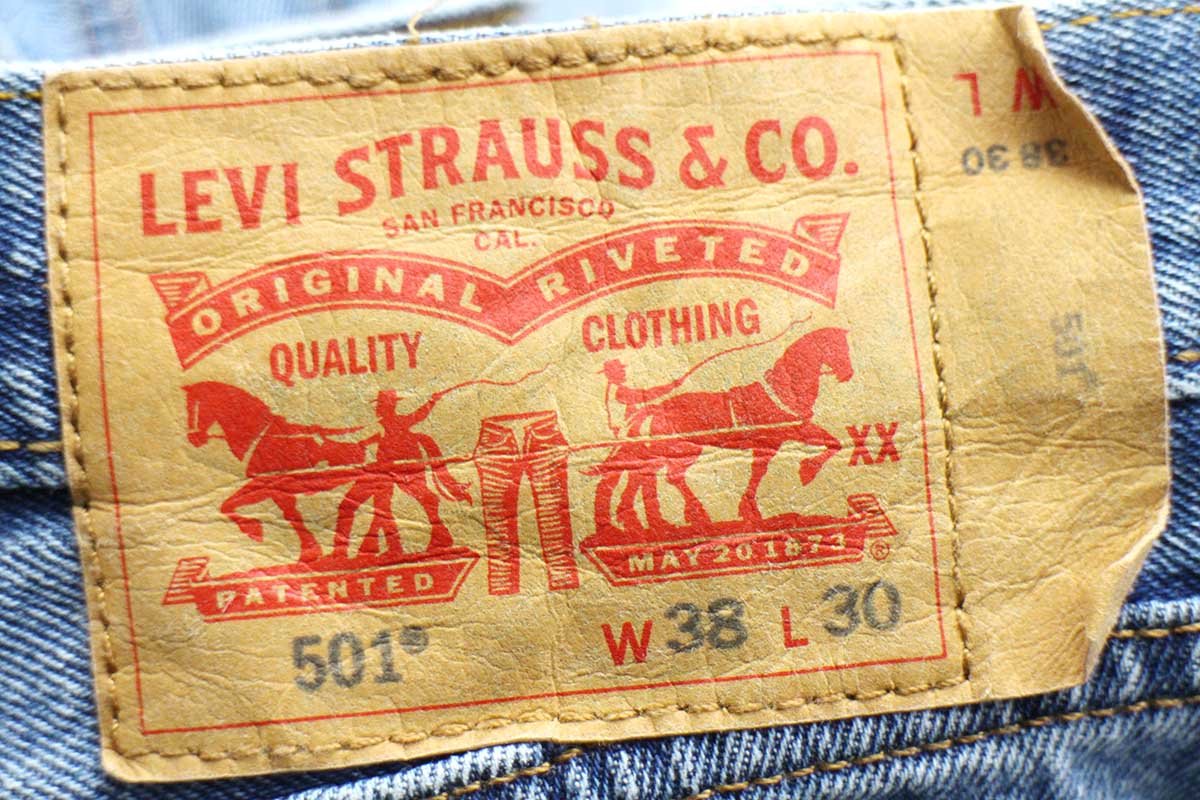 LEVI STRAUSS & CO.
SAN FRANCISCO
CAL.
ORIGINAL RIVETED
QUALITY CLOTHING
XX
PATENTED
MAY 20 1873 ®
501® W 38 L 30
W L
38 30
501